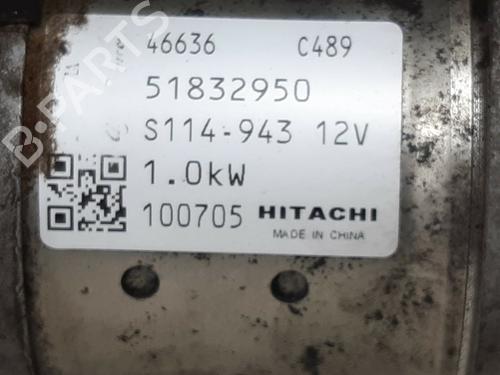 46636 C489
51832950
S114-943 12V
1.0kW
100705 HITACHI
MADE IN CHINA
B-PARTS